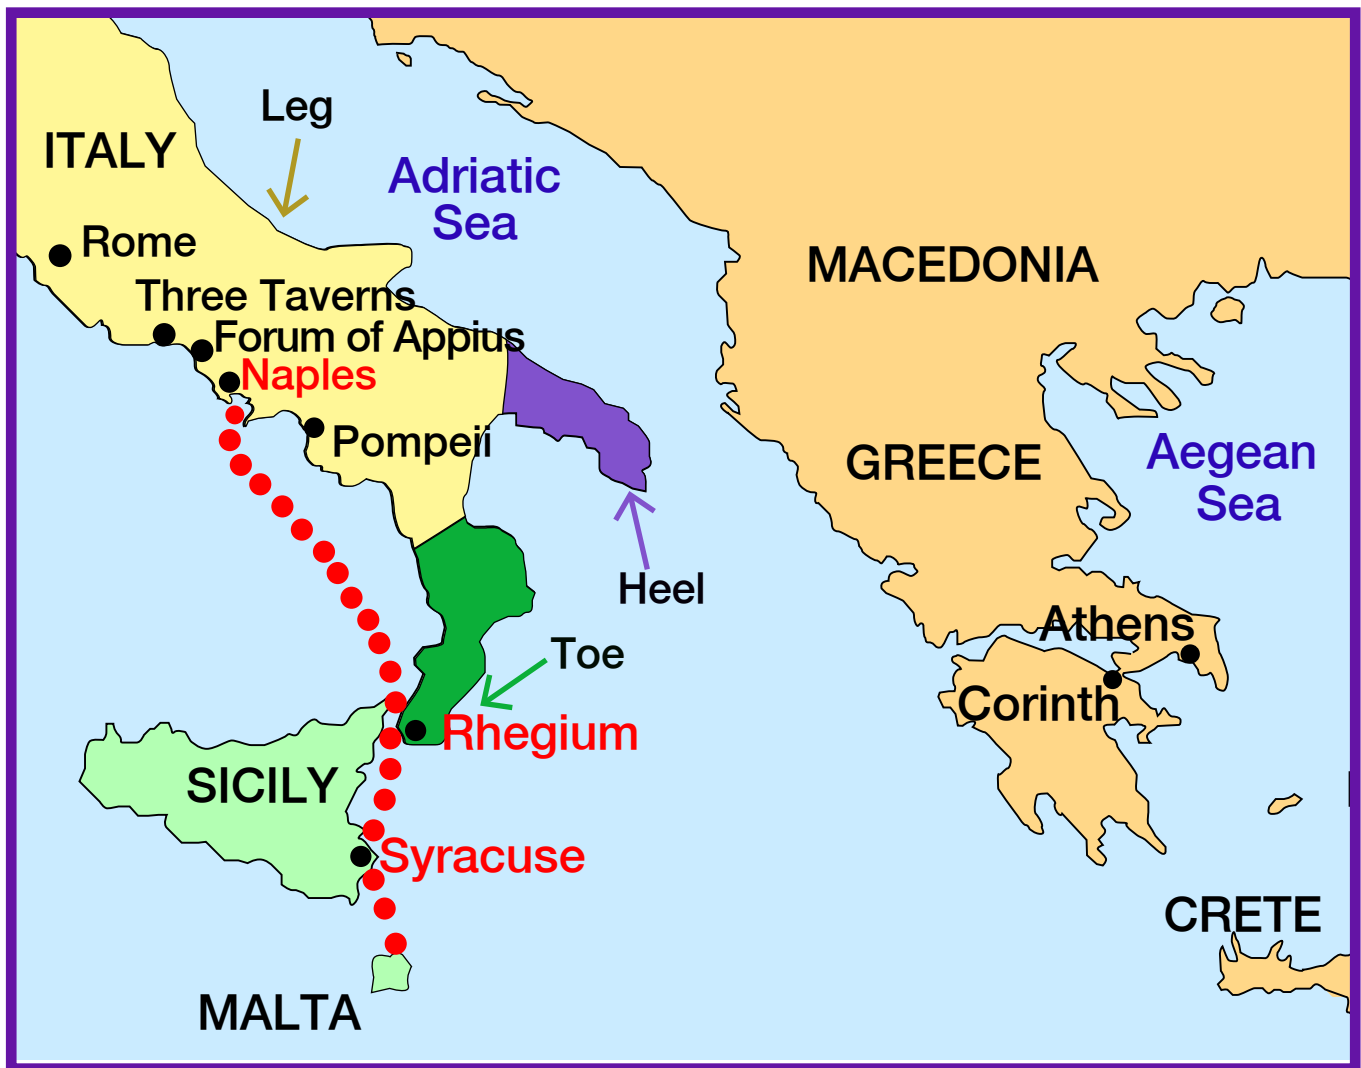 Leg
ITALY
Adriatic
Sea
Rome
MACEDONIA
Three Taverns
Forum of Appius
Naples
Pompeii
GREECE
Aegean
Sea
Heel
Athens
Toe
Corinth
Rhegium
SICILY
Syracuse
CRETE
MALTA